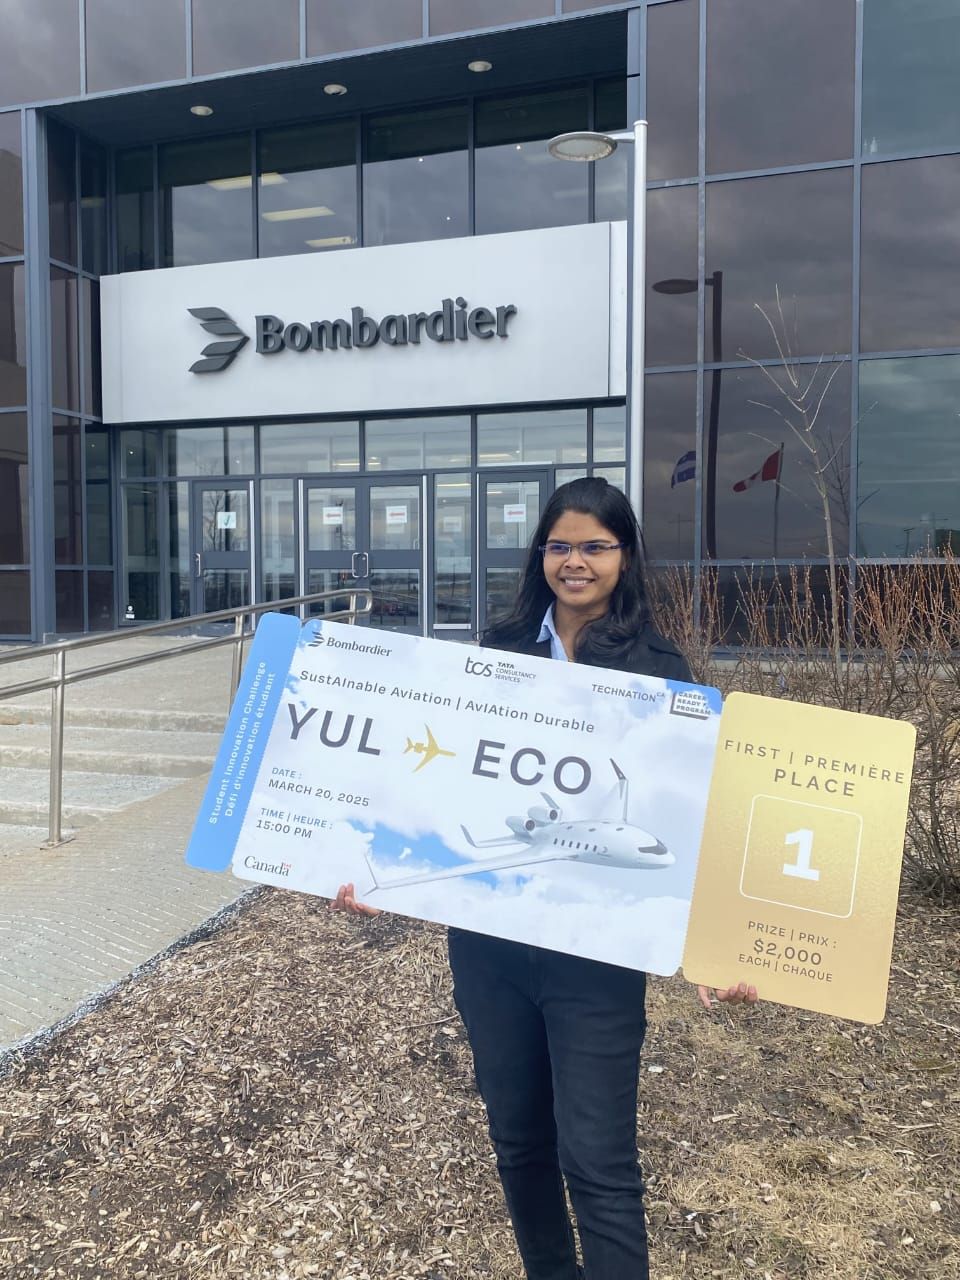 Bombardier
Student Innovation Challenge
Défi d'innovation étudiant
Bombardier
tcs TATA
CONSULTANCY
SERVICES
TECHNATION CA
CAREER
READY
PROGRAM
SustAInable Aviation | AvIAtion Durable
YUL ECO
DATE :
MARCH 20, 2025
TIME | HEURE :
15:00 PM
Canada
FIRST | PREMIÈRE
PLACE
1
PRIZE | PRIX :
$2,000
EACH | CHAQUE